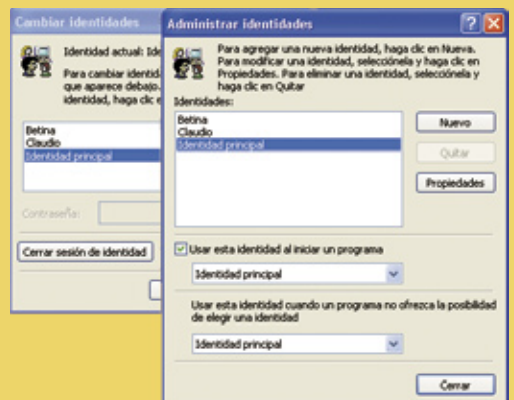 Cambiar identidades
Identidad actual: Ide
Para cambiar identid
que aparece debajo.
identidad, haga clic e
Betina
Claudio
Identidad principal
Contraseña:
Cerrar sesión de identidad
Administrar identidades
Para agregar una nueva identidad, haga clic en Nueva.
Para modificar una identidad, selecciónela y haga clic en
Propiedades. Para eliminar una identidad, selecciónela y
haga clic en Quitar
Identidades:
Betina
Claudio
Identidad principal
Nuevo
Quitar
Propiedades
Usar esta identidad al iniciar un programa
Identidad principal
Usar esta identidad cuando un programa no ofrezca la posibilidad
de elegir una identidad
Identidad principal
Cerrar